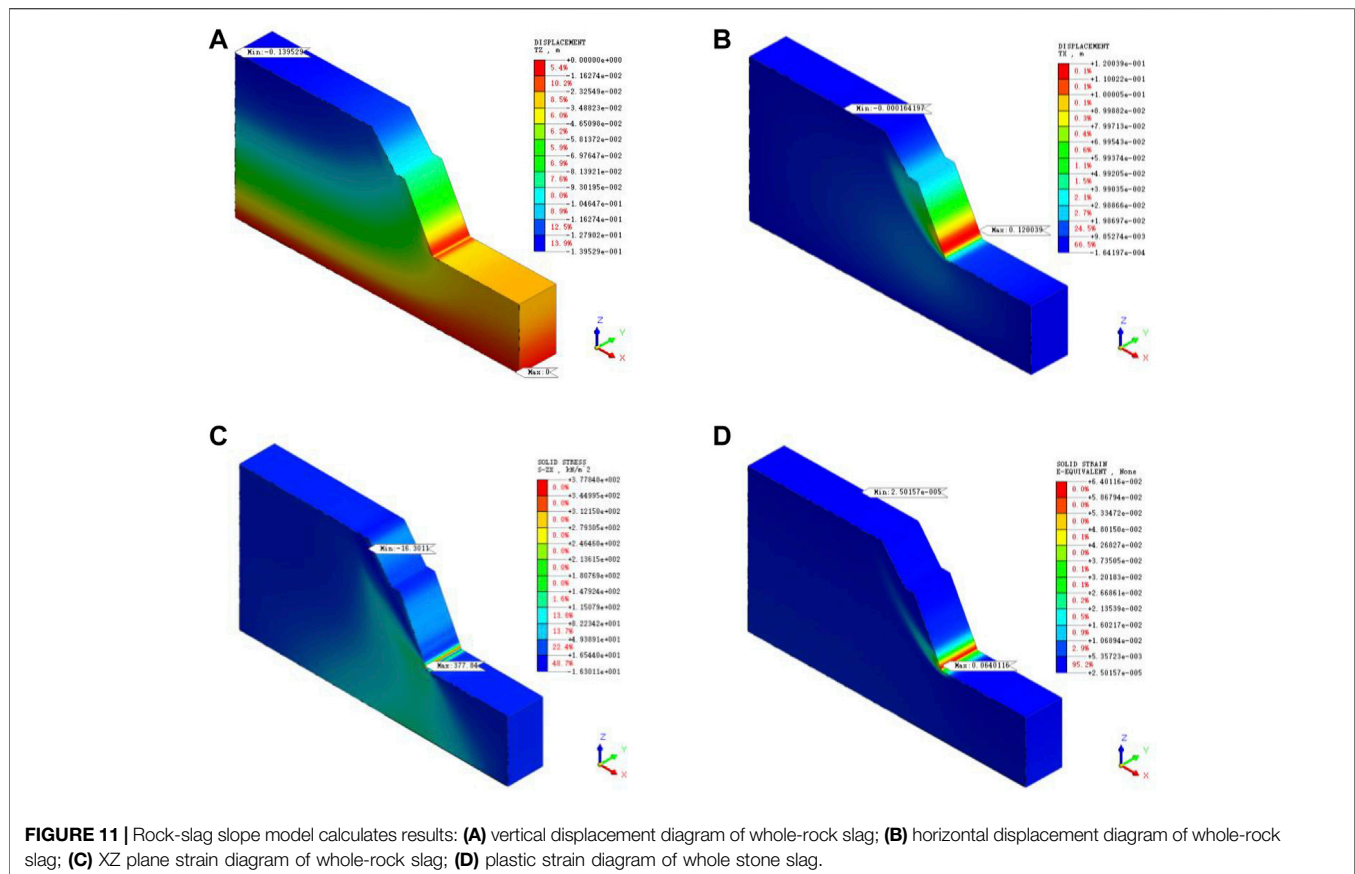 A
Min:-0.139529
DISPLACEMENT
TZ , m
+0.00000e+000
5.4%
-1.16274e-002
10.2%
-2.32549e-002
8.5%
-3.48823e-002
6.0%
-4.65098e-002
6.2%
-5.81372e-002
5.9%
-6.97647e-002
6.9%
-8.13921e-002
7.6%
-9.30195e-002
8.0%
-1.04647e-001
8.9%
-1.16274e-001
12.5%
-1.27902e-001
13.9%
-1.39529e-001
Max:0
Z
Y
X
B
Min:-0.000164197
DISPLACEMENT
TX , m
+1.20039e-001
0.1%
+1.10022e-001
0.1%
+1.00005e-001
0.1%
+8.99882e-002
0.3%
+7.99713e-002
0.4%
+6.99543e-002
0.6%
+5.99374e-002
1.1%
+4.99205e-002
1.5%
+3.99035e-002
2.1%
+2.98866e-002
2.7%
+1.98697e-002
24.5%
+9.85274e-003
66.5%
-1.64197e-004
Max:0.120039
Z
Y
X
C
Min:-16.3011
SOLID STRESS
S-ZX , kN/m^2
+3.77840e+002
0.0%
+3.44995e+002
0.0%
+3.12150e+002
0.0%
+2.79305e+002
0.0%
+2.46460e+002
0.0%
+2.13615e+002
0.0%
+1.80769e+002
0.0%
+1.47924e+002
1.6%
+1.15079e+002
13.6%
+8.22342e+001
13.7%
+4.93891e+001
22.4%
+1.65440e+001
48.7%
-1.63011e+001
Max:377.84
Z
Y
X
D
Min:2.50157e-005
SOLID STRAIN
E-EQUIVALENT , None
+6.40116e-002
0.0%
+5.86794e-002
0.0%
+5.33472e-002
0.0%
+4.80150e-002
0.1%
+4.26827e-002
0.0%
+3.73505e-002
0.1%
+3.20183e-002
0.1%
+2.66861e-002
0.2%
+2.13539e-002
0.5%
+1.60217e-002
0.9%
+1.06894e-002
2.9%
+5.35723e-003
95.2%
+2.50157e-005
Max:0.0640116
Z
Y
X
FIGURE 11 | Rock-slag slope model calculates results: (A) vertical displacement diagram of whole-rock slag; (B) horizontal displacement diagram of whole-rock
slag; (C) XZ plane strain diagram of whole-rock slag; (D) plastic strain diagram of whole stone slag.